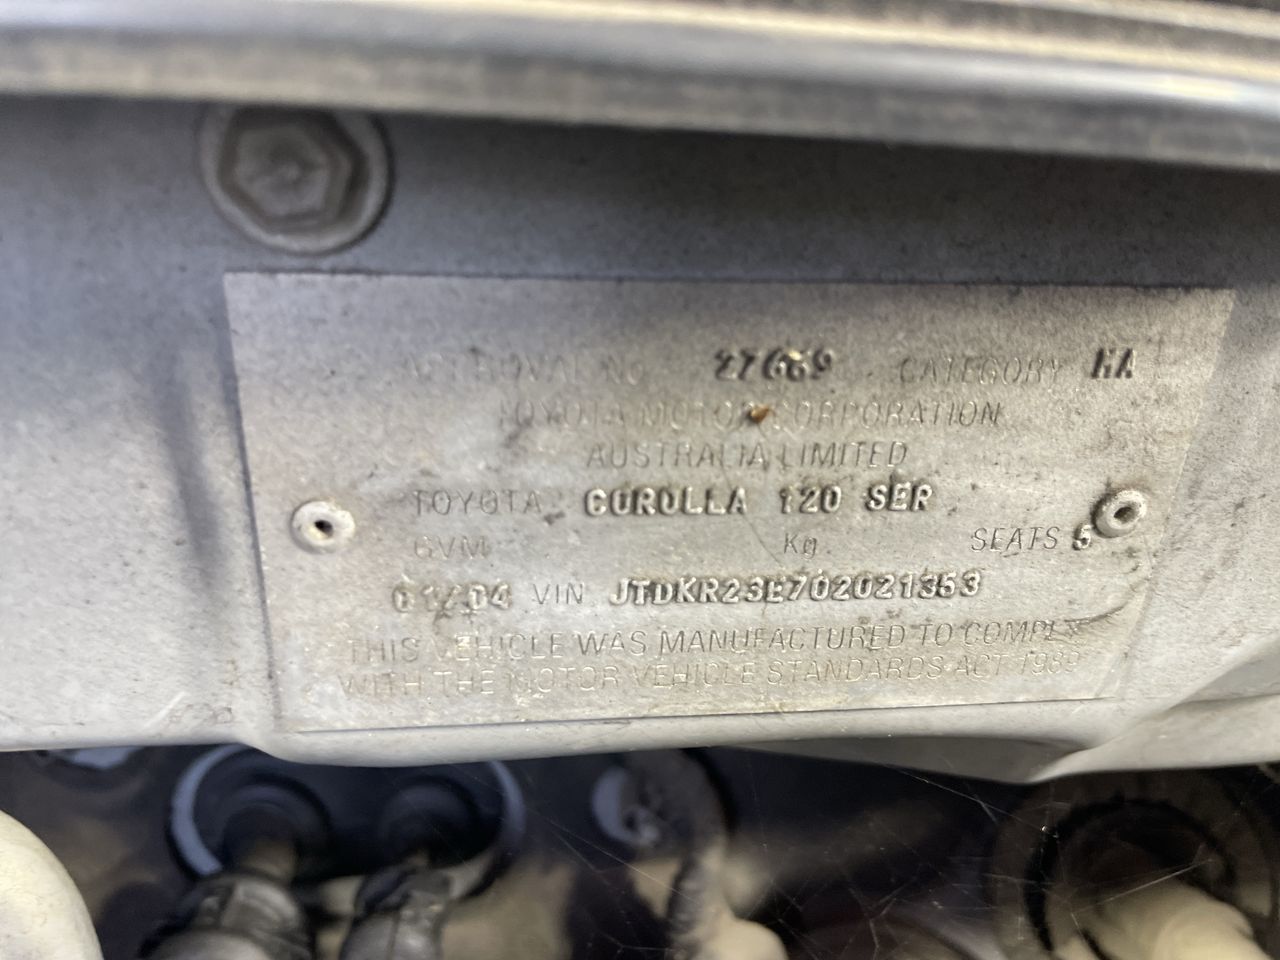 APPROVAL No. 27669 CATEGORY MA
TOYOTA MOTOR CORPORATION
AUSTRALIA LIMITED
TOYOTA COROLLA 120 SER
GVM Kg SEATS 5
01/04 VIN JTDKR23E702021353
THIS VEHICLE WAS MANUFACTURED TO COMPLY
WITH THE MOTOR VEHICLE STANDARDS ACT 1989